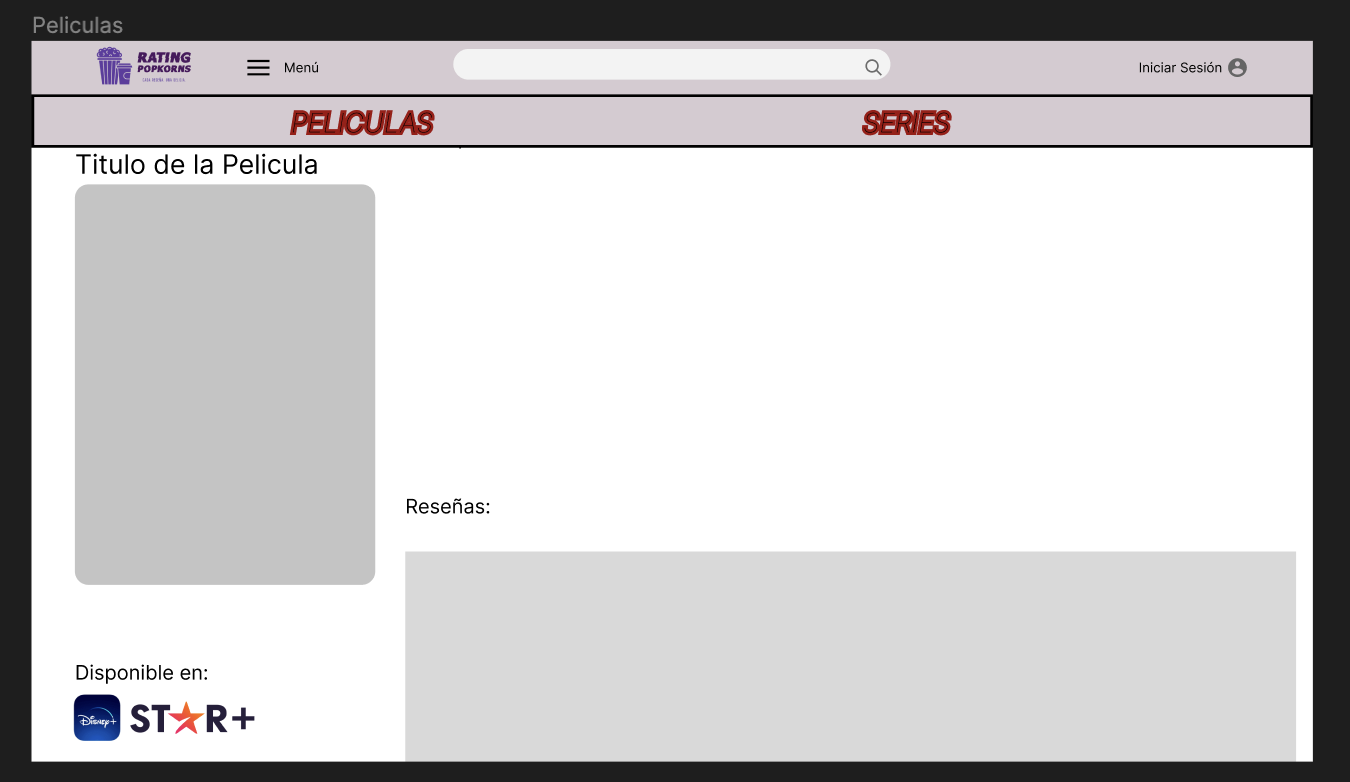 Peliculas
RATING
POPKORNS
Menú
Iniciar Sesión
PELICULAS
SERIES
Titulo de la Pelicula
Reseñas:
Disponible en:
Disney+
STAR+